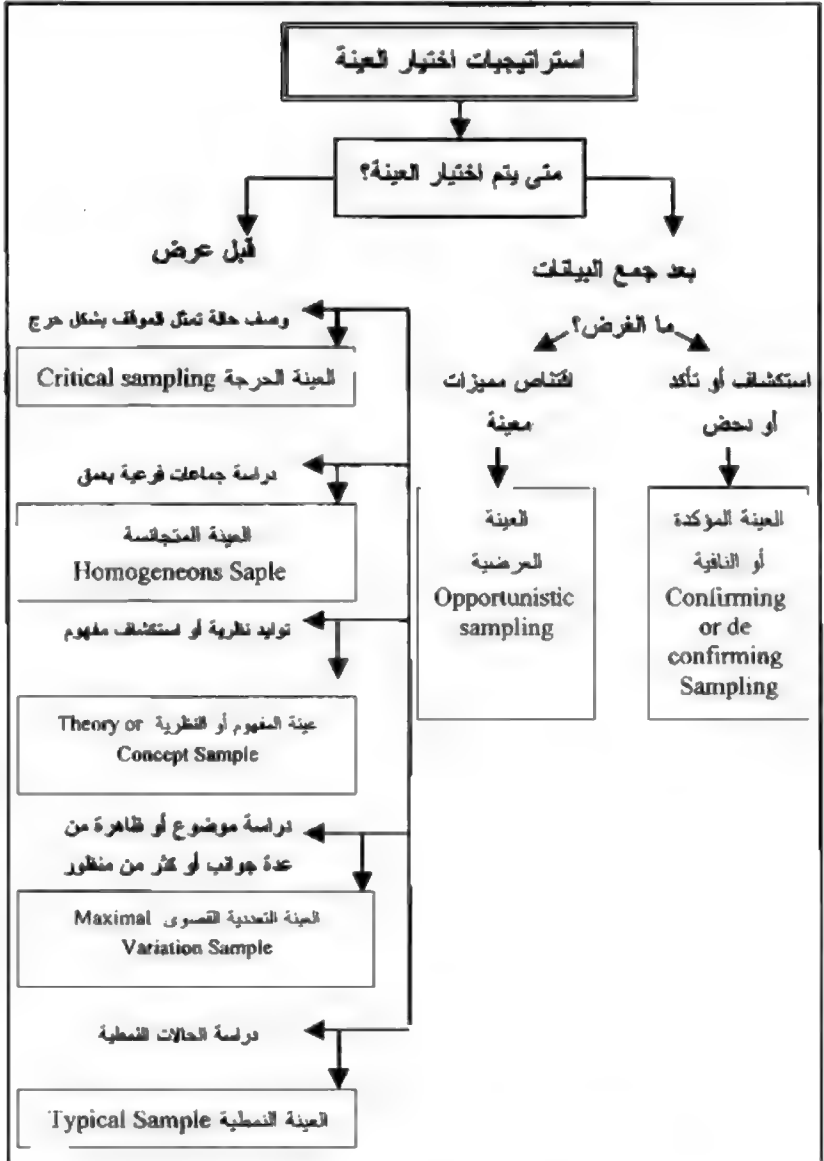 استراتيجيات اختيار العينة
متى يتم اختيار العينة؟
قبل عرض
بعد جمع البيانات
ما الغرض؟
استكشاف أو تأكد
أو دحض
اقتناص مميزات
معينة
العينة المؤكدة
أو النافية
Confirming
or de
confirming
Sampling
العينة
العرضية
Opportunistic
sampling
وصف حالة تمثل الموقف بشكل حرج
العينة الحرجة Critical sampling
دراسة جماعات فرعية بعمق
العينة المتجانسة
Homogeneons Saple
توليد نظرية أو استكشاف مفهوم
عينة المفهوم أو النظرية Theory or
Concept Sample
دراسة موضوع أو ظاهرة من
عدة جوانب أو كثر من منظور
العينة التعددية القصوى Maximal
Variation Sample
دراسة الحالات النمطية
العينة النمطية Typical Sample